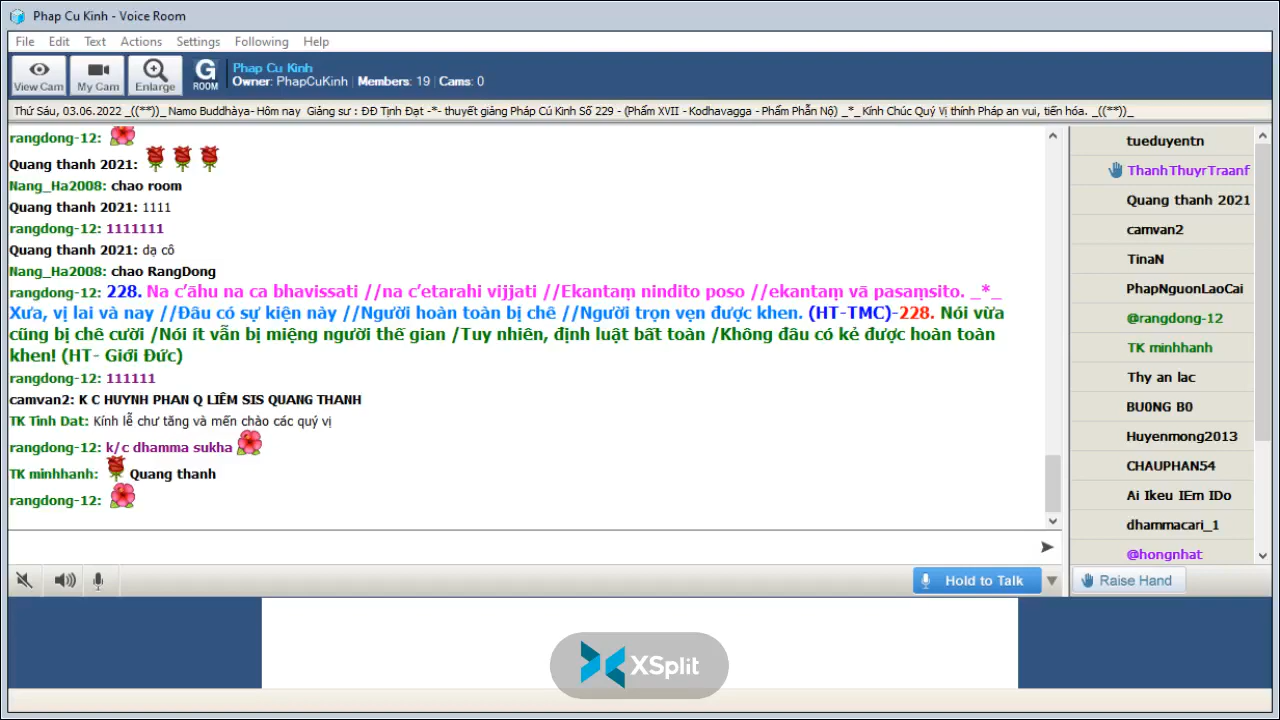 Phap Cu Kinh - Voice Room
File Edit Text Actions Settings Following Help
View Cam My Cam Enlarge G ROOM
Phap Cu Kinh
Owner: PhapCuKinh | Members: 19 | Cams: 0
Thứ Sáu, 03.06.2022 _((**))_ Namo Buddhàya- Hôm nay Giảng sư : ĐĐ Tịnh Đạt -*- thuyết giảng Pháp Cú Kinh Số 229 - (Phẩm XVII - Kodhavagga - Phẩm Phẫn Nộ) _*_ Kính Chúc Quý Vị thính Pháp an vui, tiến hóa. _((**))_
rangdong-12:
Quang thanh 2021:
Nang_Ha2008: chao room
Quang thanh 2021: 1111
rangdong-12: 1111111
Quang thanh 2021: dạ cô
Nang_Ha2008: chao RangDong
rangdong-12: 228. Na c’āhu na ca bhavissati //na c’etarahi vijjati //Ekantaṃ nindito poso //ekantaṃ vā pasaṃsito. _*_
Xưa, vị lai và nay //Đâu có sự kiện này //Người hoàn toàn bị chê //Người trọn vẹn được khen. (HT-TMC)-228. Nói vừa
cũng bị chê cười /Nói ít vẫn bị miệng người thế gian /Tuy nhiên, định luật bất toàn /Không đâu có kẻ được hoàn toàn
khen! (HT- Giới Đức)
rangdong-12: 111111
camvan2: K C HUYNH PHAN Q LIÊM SIS QUANG THANH
TK Tinh Dat: Kính lễ chư tăng và mến chào các quý vị
rangdong-12: k/c dhamma sukha
TK minhhanh: Quang thanh
rangdong-12:
Hold to Talk
tueduyentn
ThanhThuyrTraanf
Quang thanh 2021
camvan2
TinaN
PhapNguonLaoCai
@rangdong-12
TK minhhanh
Thy an lac
BU0NG B0
Huyenmong2013
CHAUPHAN54
Ai Ikeu IEm IDo
dhammacari_1
@hongnhat
Raise Hand
XSplit